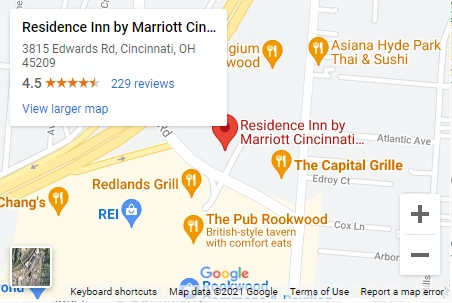 Residence Inn by Marriott Cin...
3815 Edwards Rd, Cincinnati, OH
45209
4.5
229 reviews
View larger map
gium
wood
Asiana Hyde Park
Thai & Sushi
Residence Inn by
Marriott Cincinnati...
Atlantic Ave
The Capital Grille
Edroy Ct
Redlands Grill
Chang's
REI
The Pub Rookwood
British-style tavern
with comfort eats
Cox Ln
Google
Rookwood
Keyboard shortcuts
Map data ©2021 Google
Terms of Use
Report a map error